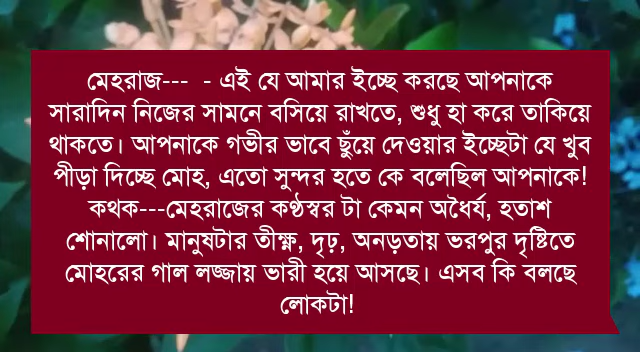 মেহরাজ--- - এই যে আমার ইচ্ছে করছে আপনাকে
সারাদিন নিজের সামনে বসিয়ে রাখতে, শুধু হা করে তাকিয়ে
থাকতে। আপনাকে গভীর ভাবে ছুঁয়ে দেওয়ার ইচ্ছেটা যে খুব
পীড়া দিচ্ছে মোহ, এতো সুন্দর হতে কে বলেছিল আপনাকে!
কথক---মেহরাজের কণ্ঠস্বর টা কেমন অধৈর্য, হতাশ
শোনালো। মানুষটার তীক্ষ্ণ, দৃঢ়, অনড়তায় ভরপুর দৃষ্টিতে
মোহরের গাল লজ্জায় ভারী হয়ে আসছে। এসব কি বলছে
লোকটা!